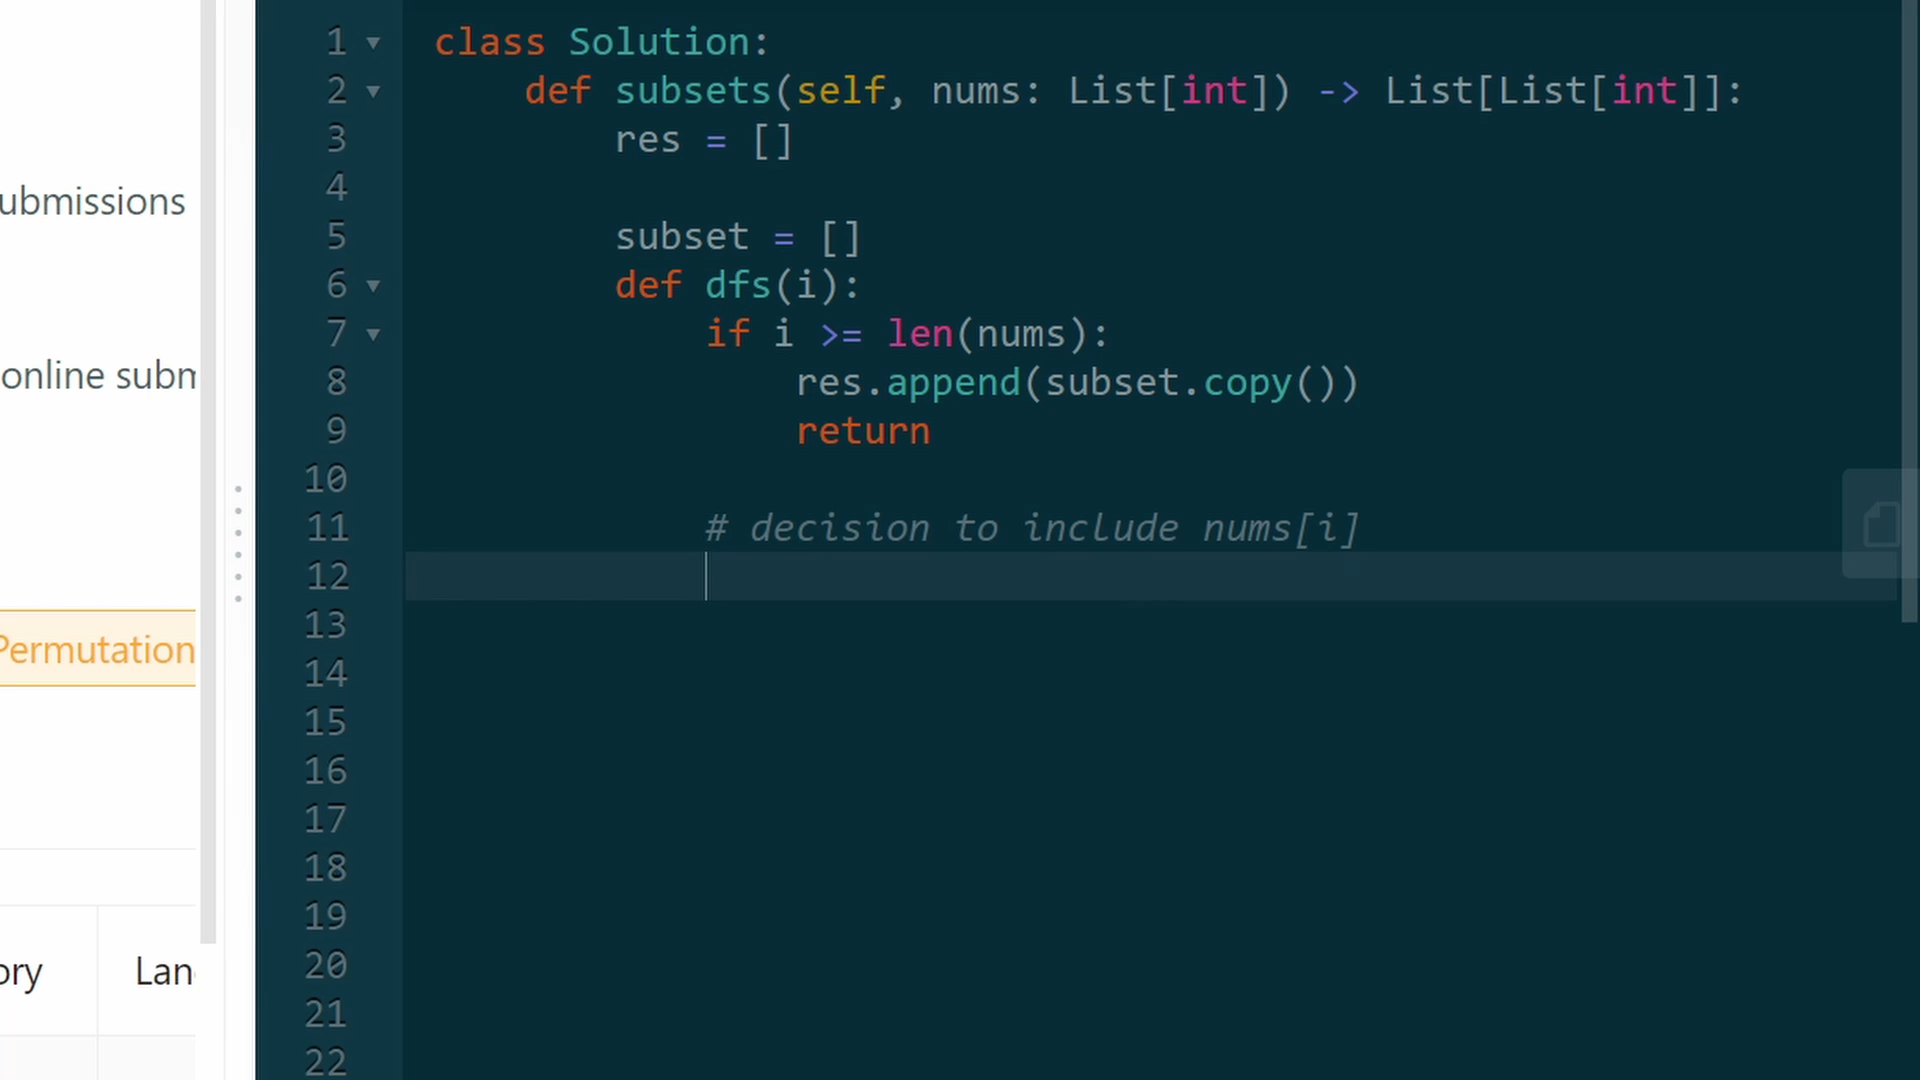 ubmissions
online subm
Permutation
ory
Lan
1 class Solution:
2 def subsets(self, nums: List[int]) -> List[List[int]]:
3 res = []
4
5 subset = []
6 def dfs(i):
7 if i >= len(nums):
8 res.append(subset.copy())
9 return
10
11 # decision to include nums[i]
12
13
14
15
16
17
18
19
20
21
22